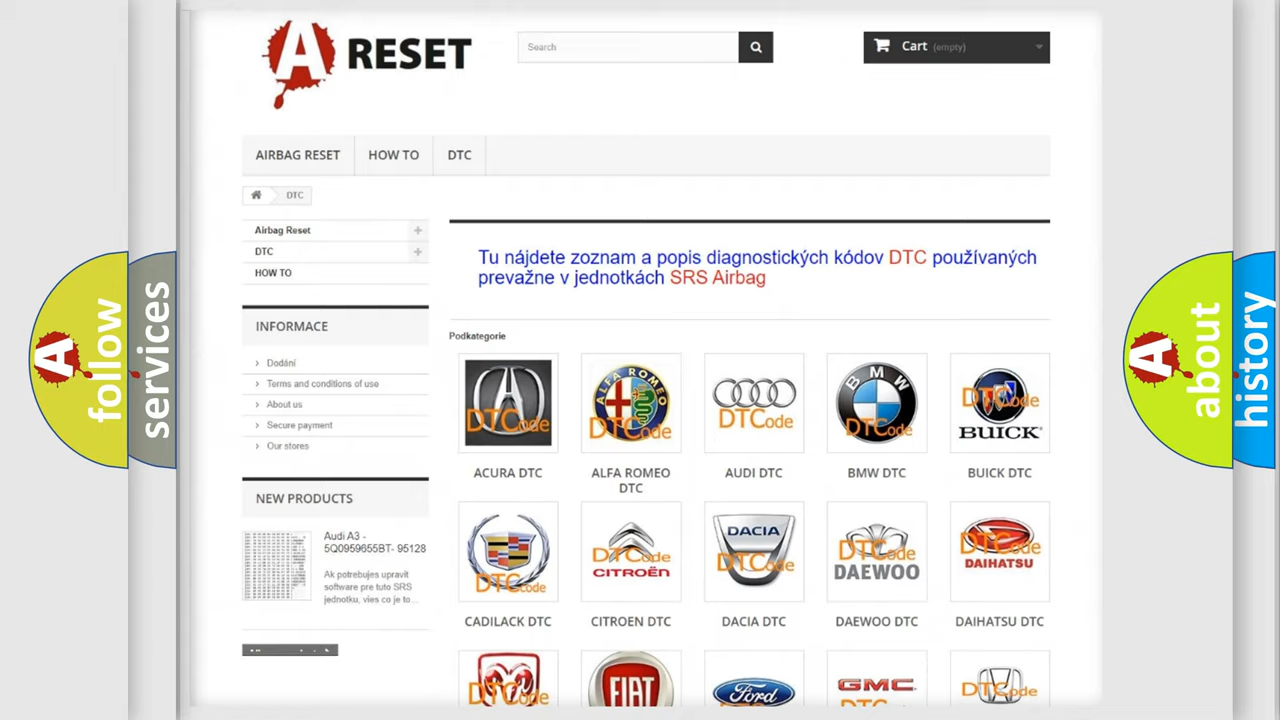 A RESET
Search
Cart (empty)
AIRBAG RESET
HOW TO
DTC
DTC
Airbag Reset
DTC
HOW TO
Tu nájdete zoznam a popis diagnostických kódov DTC používaných
prevažne v jednotkách SRS Airbag
INFORMACE
Dodání
Terms and conditions of use
About us
Secure payment
Our stores
NEW PRODUCTS
Audi A3 -
5Q0959655BT- 95128
Ak potrebujes upravit
software pre tuto SRS
jednotku, vies co je to...
Podkategorie
DTCode
ALFA ROMEO
DTCode
DTCode
BMW
DTCode
DTCode
BUICK
ACURA DTC
ALFA ROMEO
DTC
AUDI DTC
BMW DTC
BUICK DTC
DTCode
DTCode
CITROËN
DACIA
DTCode
DTCode
DAEWOO
DTCode
DAIHATSU
CADILACK DTC
CITROEN DTC
DACIA DTC
DAEWOO DTC
DAIHATSU DTC
DTCode
FIAT
Ford
GMC
DTCode
A
follow
services
A
about
history